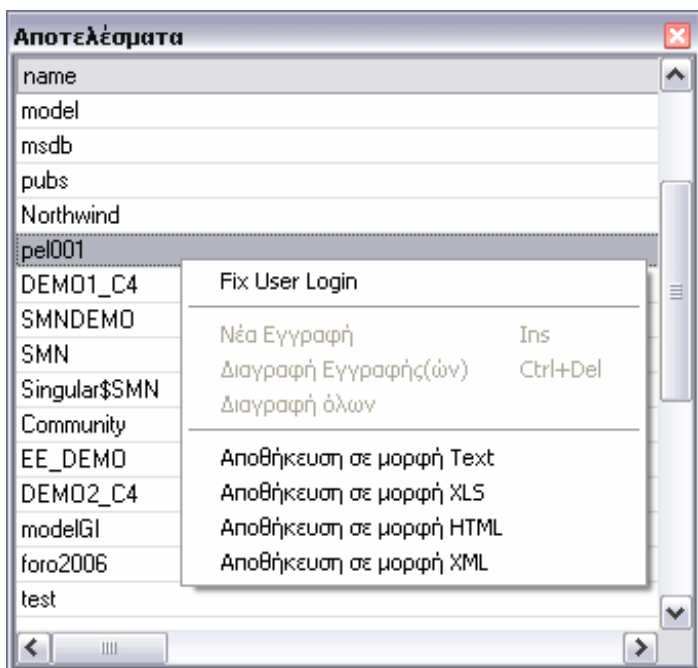 Αποτελέσματα
name
model
msdb
pubs
Northwind
pel001
DEMO1_C4
SMNDEMO
SMN
Singular$SMN
Community
EE_DEMO
DEMO2_C4
modelGI
foro2006
test
Fix User Login
Νέα Εγγραφή Ins
Διαγραφή Εγγραφής(ών) Ctrl+Del
Διαγραφή όλων
Αποθήκευση σε μορφή Text
Αποθήκευση σε μορφή XLS
Αποθήκευση σε μορφή HTML
Αποθήκευση σε μορφή XML